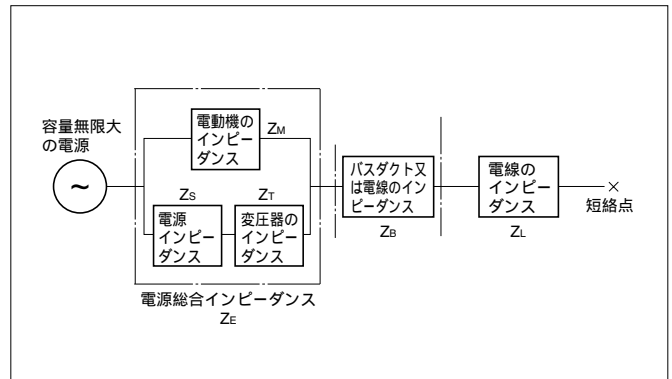 容量無限大
の電源
~
電動機の
インピー
ダンス
ZM
ZS
電源
インピー
ダンス
ZT
変圧器の
インピー
ダンス
電源総合インピーダンス
ZE
バスダクト又
は電線のイン
ピーダンス
ZB
電線の
インピー
ダンス
ZL
×
短絡点